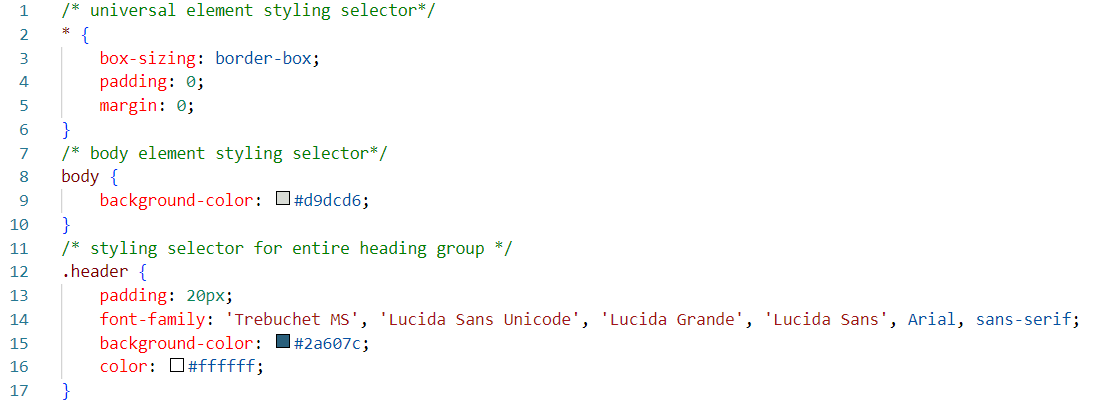 1 /* universal element styling selector*/
2 * {
3 box-sizing: border-box;
4 padding: 0;
5 margin: 0;
6 }
7 /* body element styling selector*/
8 body {
9 background-color: #d9dcd6;
10 }
11 /* styling selector for entire heading group */
12 .header {
13 padding: 20px;
14 font-family: 'Trebuchet MS', 'Lucida Sans Unicode', 'Lucida Grande', 'Lucida Sans', Arial, sans-serif;
15 background-color: #2a607c;
16 color: #ffffff;
17 }